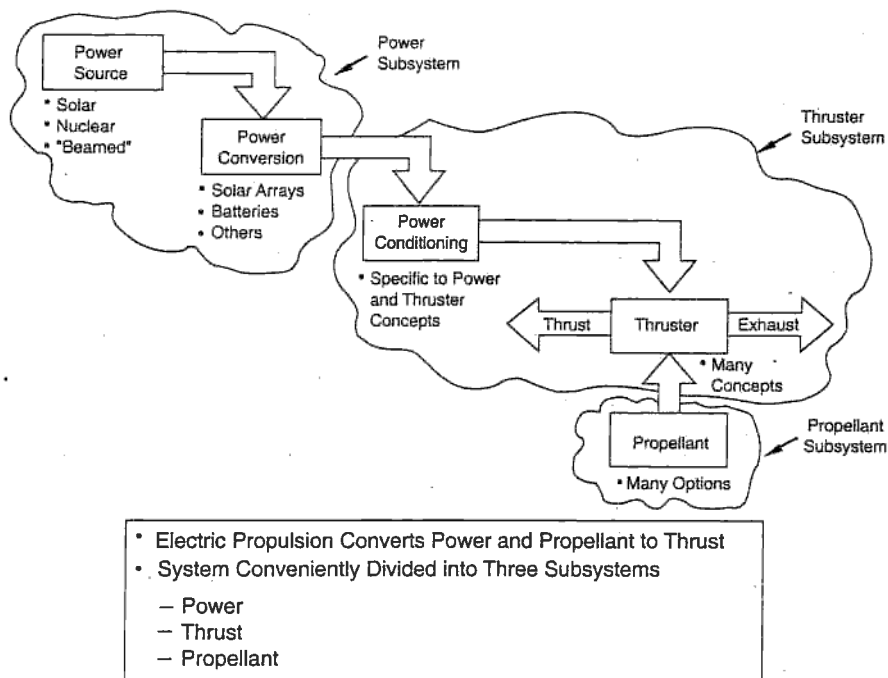 Power
Source
• Solar
• Nuclear
• "Beamed"
Power
Subsystem
Power
Conversion
• Solar Arrays
• Batteries
• Others
Thruster
Subsystem
Power
Conditioning
• Specific to Power
and Thruster
Concepts
Thrust
Thruster
Exhaust
• Many
Concepts
Propellant
• Many Options
Propellant
Subsystem
• Electric Propulsion Converts Power and Propellant to Thrust
• System Conveniently Divided into Three Subsystems
– Power
– Thrust
– Propellant